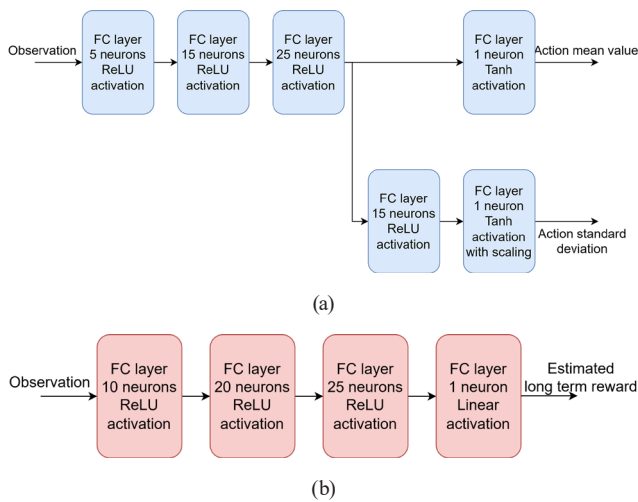 Observation
FC layer
5 neurons
ReLU
activation
FC layer
15 neurons
ReLU
activation
FC layer
25 neurons
ReLU
activation
FC layer
1 neuron
Tanh
activation
Action mean value
FC layer
15 neurons
ReLU
activation
FC layer
1 neuron
Tanh
activation
with scaling
Action standard
deviation
(a)
Observation
FC layer
10 neurons
ReLU
activation
FC layer
20 neurons
ReLU
activation
FC layer
25 neurons
ReLU
activation
FC layer
1 neuron
Linear
activation
Estimated
long term reward
(b)